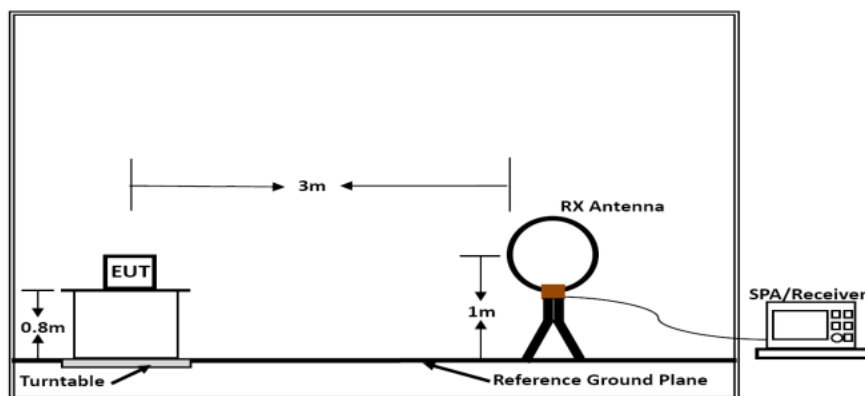 3m
RX Antenna
EUT
SPA/Receiver
0.8m
1m
Turntable
Reference Ground Plane